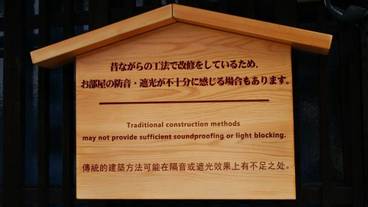 昔ながらの工法で改修をしているため、
お部屋の防音・遮光が不十分に感じる場合もあります。
Traditional construction methods
may not provide sufficient soundproofing or light blocking.
傳統的建築方法可能在隔音或遮光效果上有不足之处。